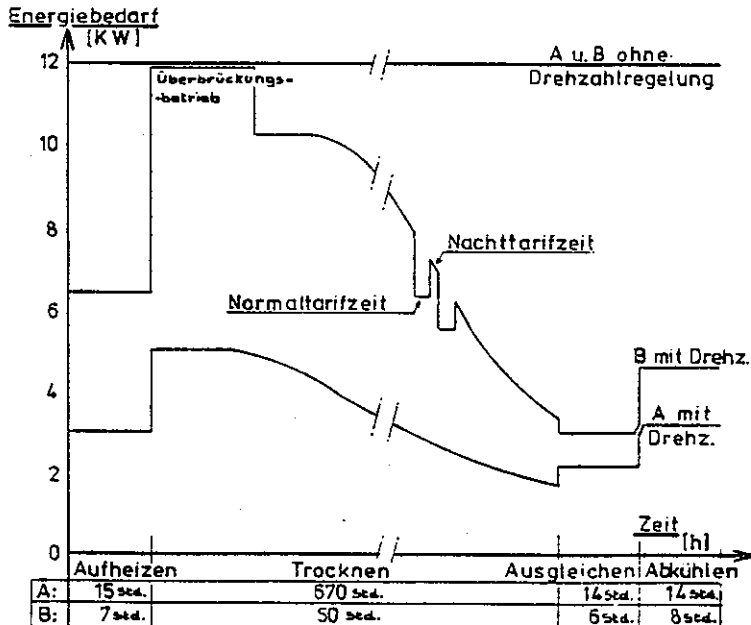 Energiebedarf
[KW]
12
10
8
6
4
2
0
A u. B ohne
Drehzahlregelung
Überbrückungs-
-betrieb
Nachttarifzeit
Normaltarifzeit
B mit Drehz.
A mit
Drehz.
Zeit
[h]
Aufheizen Trocknen Ausgleichen Abkühlen
A: 15 Std. 670 Std. 14 Std. 14 Std.
B: 7 Std. 50 Std. 6 Std. 8 Std.